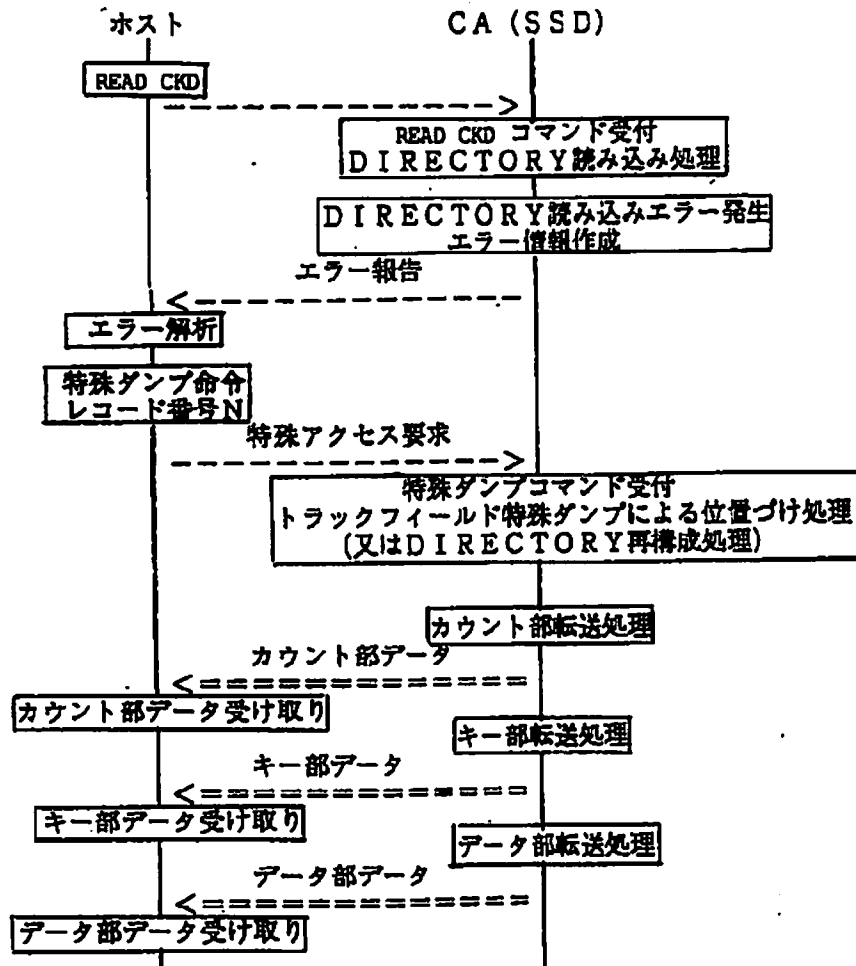 ホスト
CA(SSD)
READ CKD
READ CKD コマンド受付
DIRECTORY読み込み処理
DIRECTORY読み込みエラー発生
エラー情報作成
エラー報告
エラー解析
特殊ダンプ命令
レコード番号N
特殊アクセス要求
特殊ダンプコマンド受付
トラックフィールド特殊ダンプによる位置づけ処理
(又はDIRECTORY再構成処理)
カウント部転送処理
カウント部データ
カウント部データ受け取り
キー部転送処理
キー部データ
キー部データ受け取り
データ部転送処理
データ部データ
データ部データ受け取り